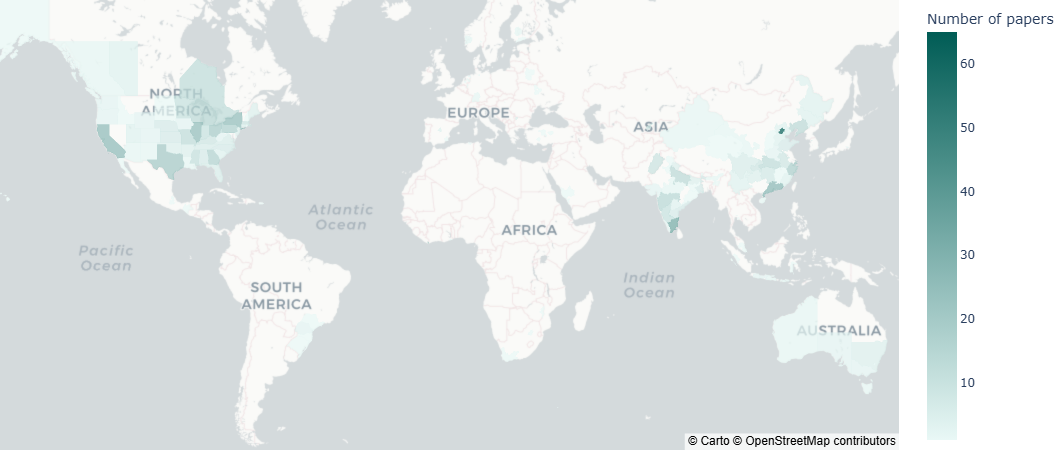 Number of papers
60
50
40
30
20
10
NORTH
AMERICA
EUROPE
ASIA
Atlantic
Ocean
AFRICA
Pacific
Ocean
SOUTH
AMERICA
Indian
Ocean
AUSTRALIA
© Carto © OpenStreetMap contributors